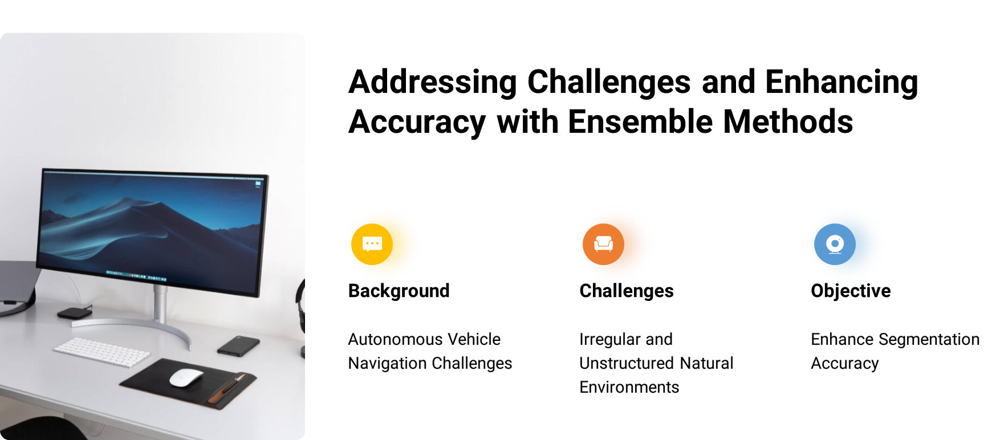 Addressing Challenges and Enhancing
Accuracy with Ensemble Methods
Background
Autonomous Vehicle
Navigation Challenges
Challenges
Irregular and
Unstructured Natural
Environments
Objective
Enhance Segmentation
Accuracy